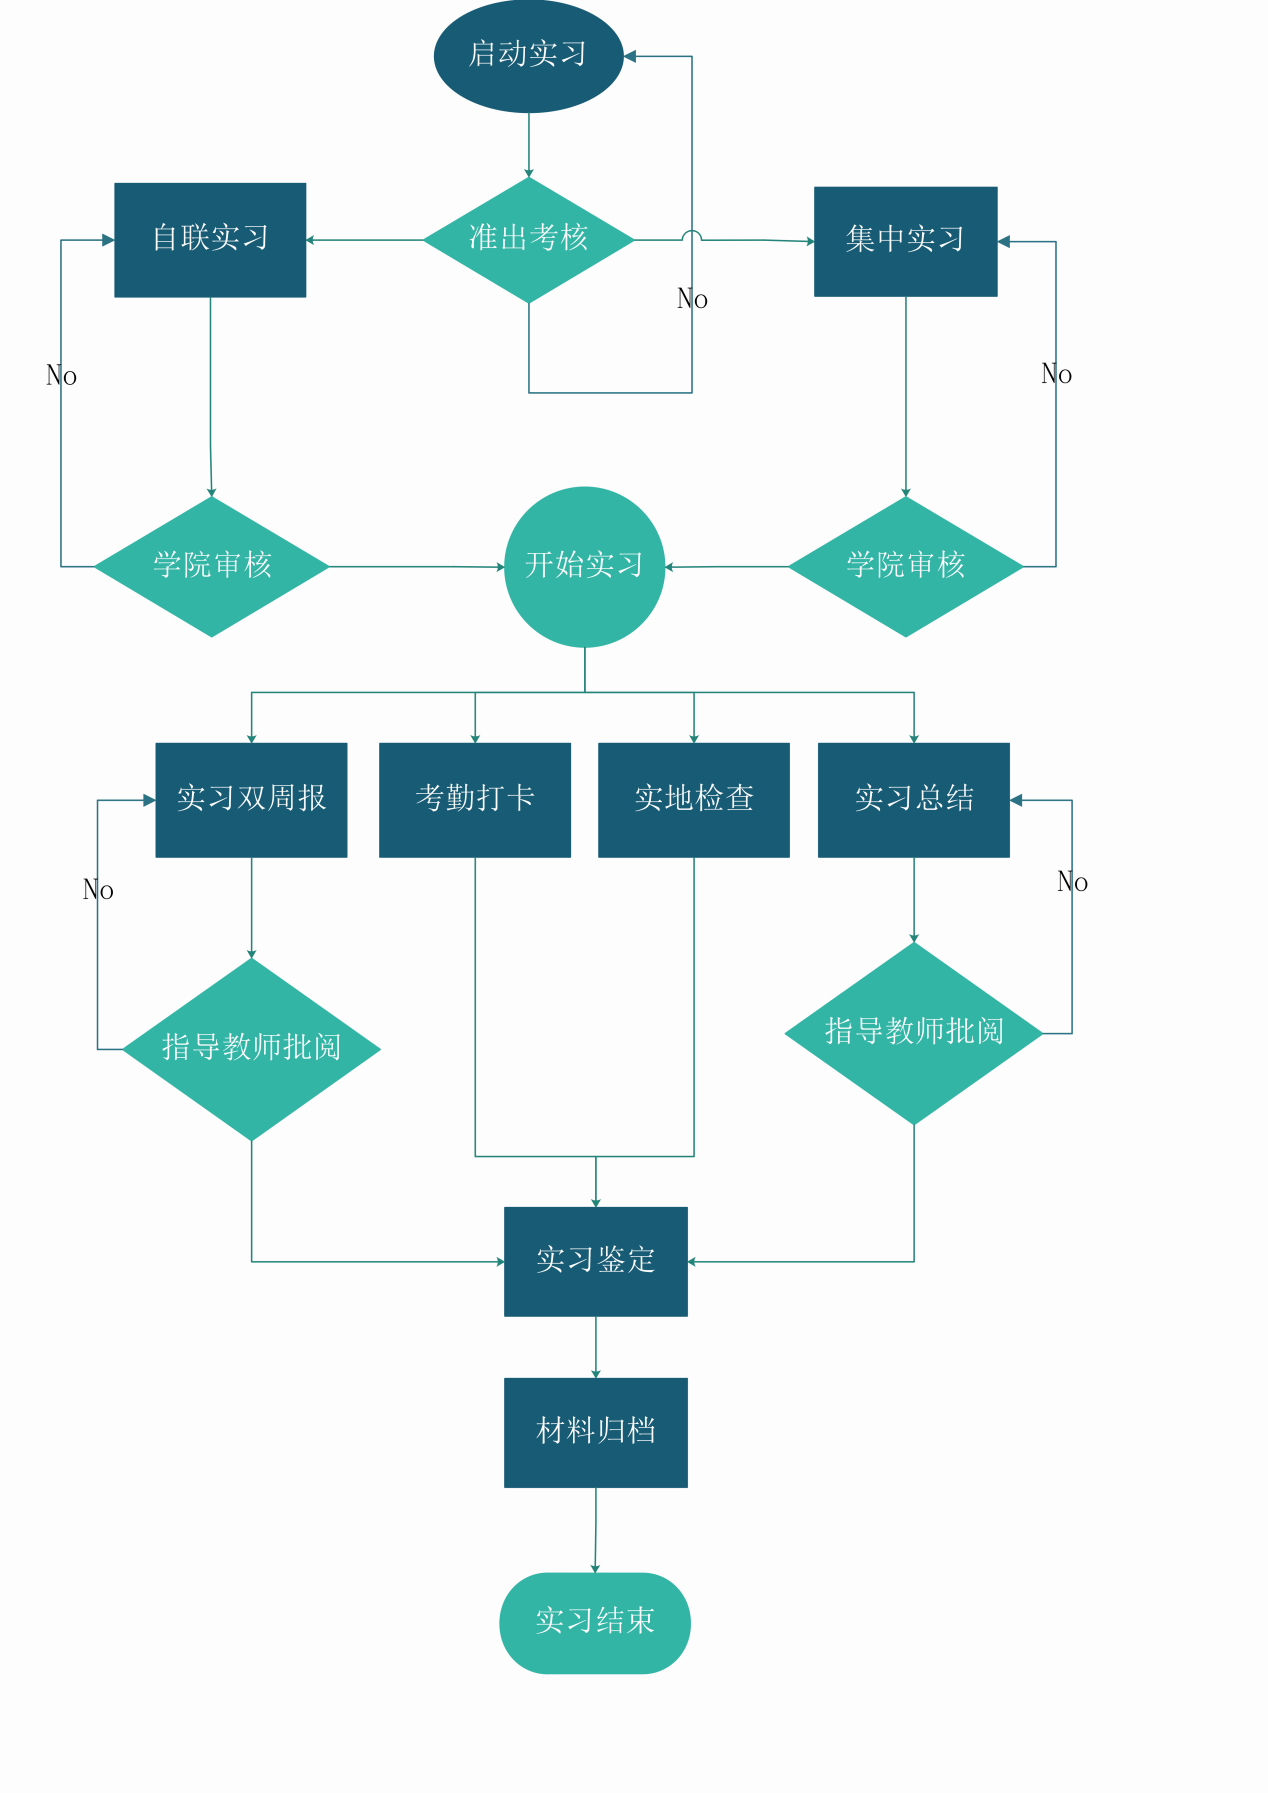 启动实习
自联实习
准出考核
集中实习
No
No
No
学院审核
开始实习
学院审核
实习双周报
考勤打卡
实地检查
实习总结
No
No
指导教师批阅
指导教师批阅
实习鉴定
材料归档
实习结束